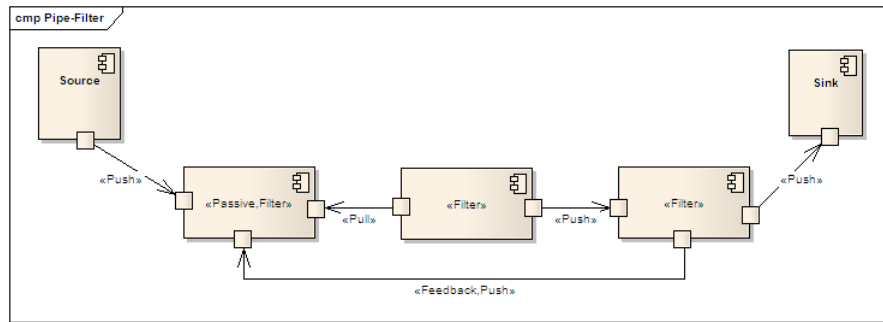 cmp Pipe-Filter
Source
Sink
«Push»
«Passive,Filter»
«Pull»
«Filter»
«Push»
«Filter»
«Push»
«Feedback,Push»